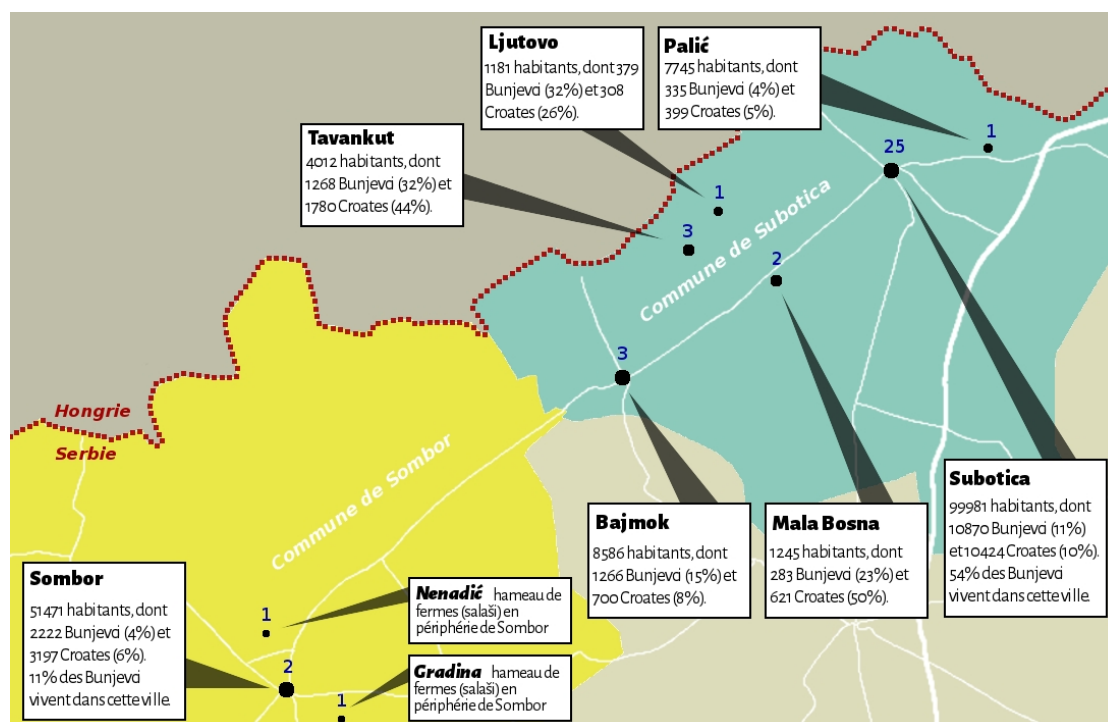 Ljutovo
1181 habitants, dont 379
Bunjevci (32%) et 308
Croates (26%).
Palić
7745 habitants, dont
335 Bunjevci (4%) et
399 Croates (5%).
Tavankut
4012 habitants, dont
1268 Bunjevci (32%) et
1780 Croates (44%).
1
25
1
3
2
3
Commune de Subotica
Hongrie
Serbie
Commune de Sombor
Subotica
99981 habitants, dont
10870 Bunjevci (11%)
et 10424 Croates (10%).
54% des Bunjevci
vivent dans cette ville.
Bajmok
8586 habitants, dont
1266 Bunjevci (15%) et
700 Croates (8%).
Mala Bosna
1245 habitants, dont
283 Bunjevci (23%) et
621 Croates (50%).
Sombor
51471 habitants, dont
2222 Bunjevci (4%) et
3197 Croates (6%).
11% des Bunjevci
vivent dans cette ville.
1
2
1
Nenadić hameau de
fermes (salaši) en
périphérie de Sombor
Gradina hameau de
fermes (salaši) en
périphérie de Sombor